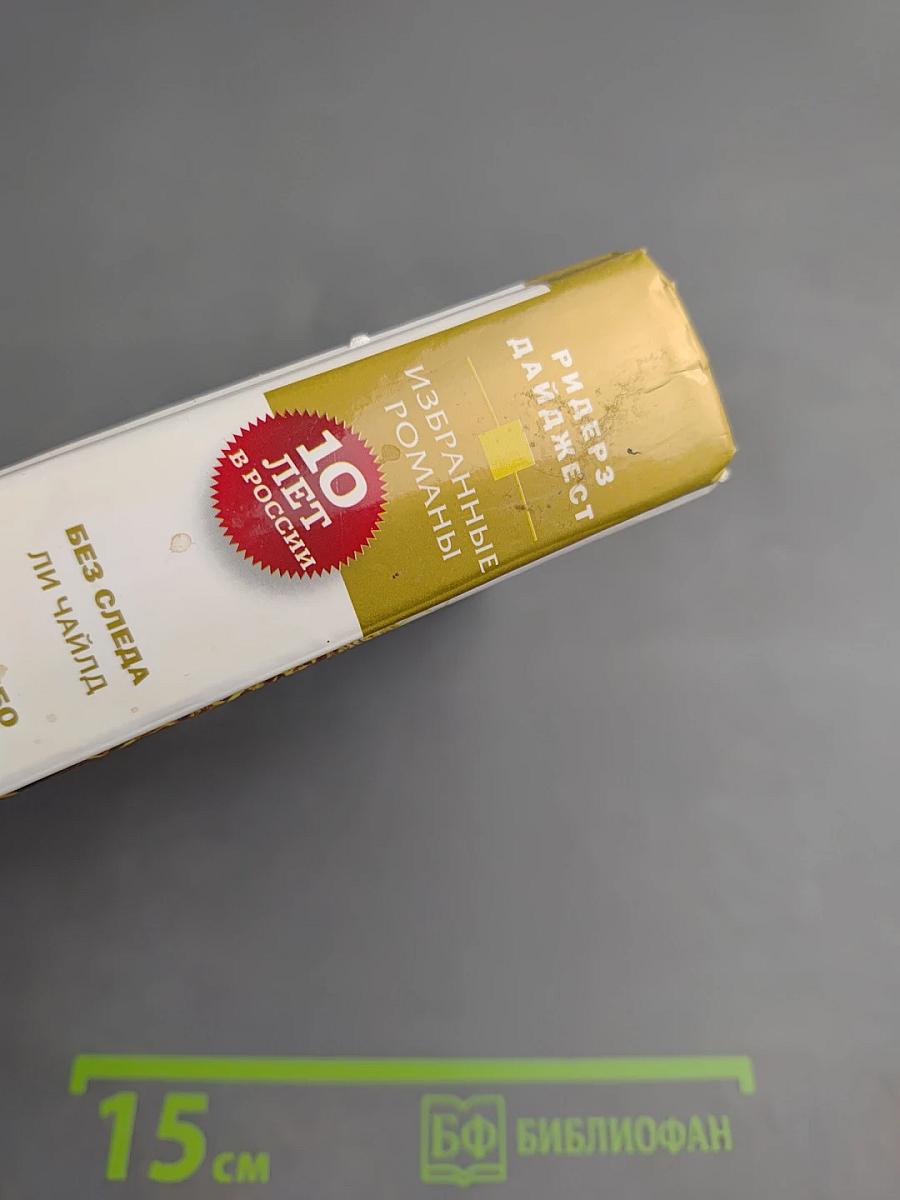 РИДЕРЗ
ДАЙДЖЕСТ
ИЗБРАННЫЕ
РОМАНЫ
10
ЛЕТ
В РОССИИ
БЕЗ СЛЕДА
ЛИ ЧАЙЛД
15 см
БФ БИБЛИОФАН